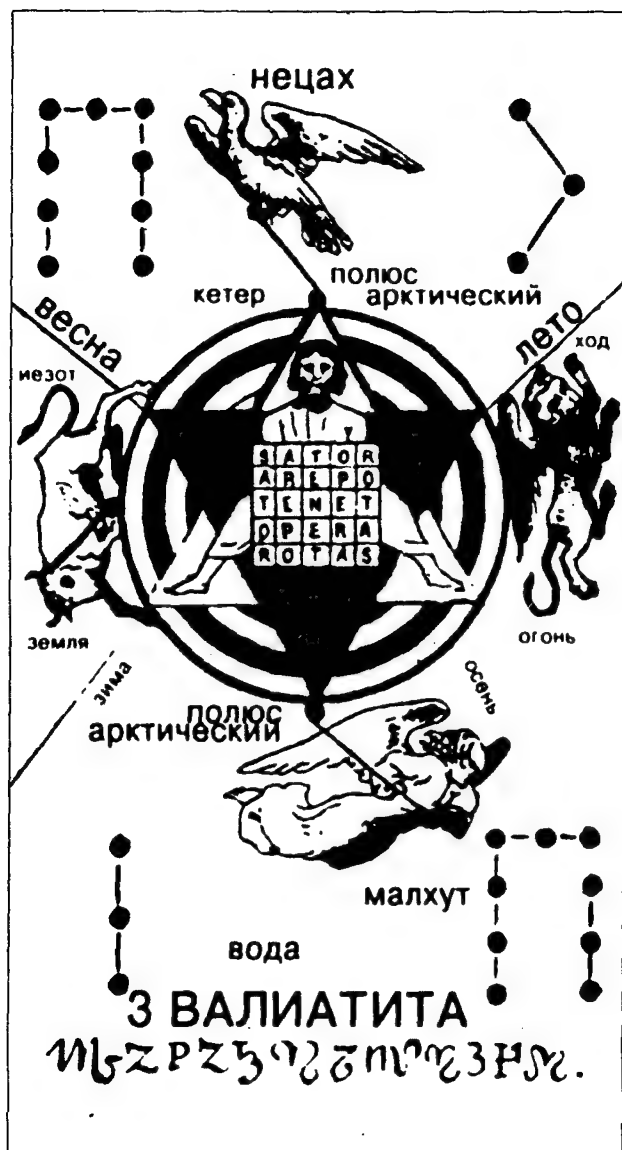 нецах
полюс
кетер арктический
весна
лето
ход
иезот
SATOR
AREPO
TENET
OPERA
ROTAS
земля
огонь
зима
осень
полюс
арктический
малхут
вода
3 ВАЛИАТИТА